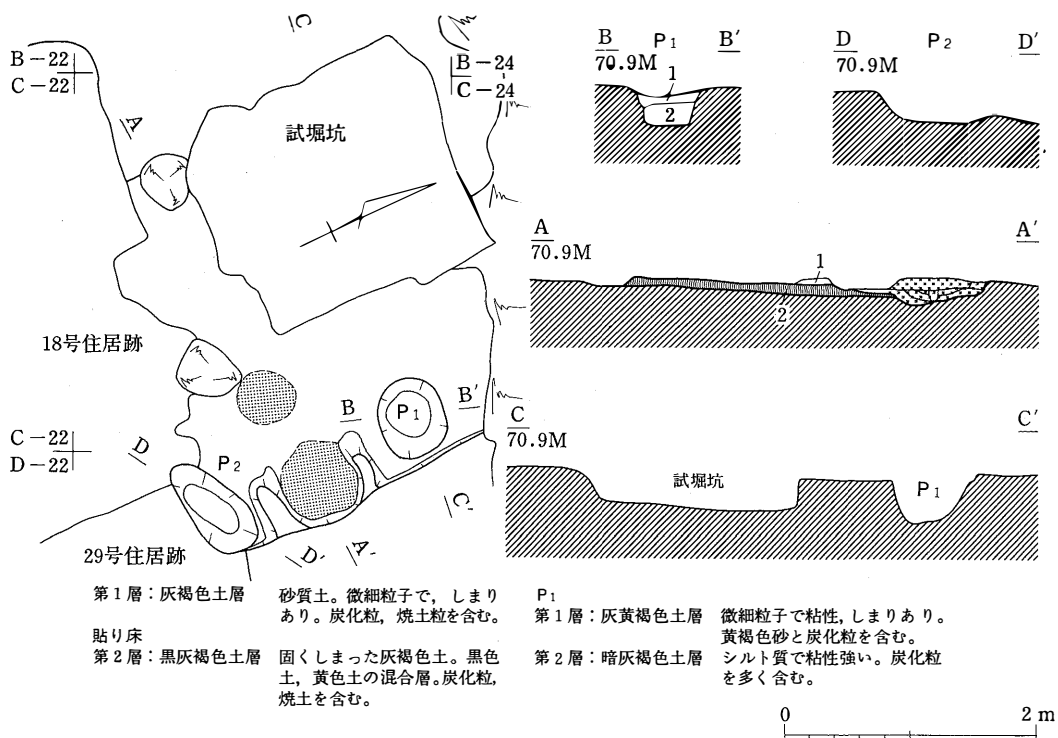 C
B−22
C−22
B−24
C−24
A
試掘坑
18号住居跡
B
P1
B′
C−22
D−22
D
P2
C′
29号住居跡
D′
A′
B
P1
B′
70.9M
1
2
D
P2
D′
70.9M
A
A′
70.9M
1
2
C
C′
70.9M
試掘坑
P1
第1層：灰褐色土層 砂質土。微細粒子で，しまり
あり。炭化粒，焼土粒を含む。
貼り床
第2層：黒灰褐色土層 固くしまった灰褐色土。黒色
土，黄色土の混合層。炭化粒，
焼土を含む。
P1
第1層：灰黄褐色土層 微細粒子で粘性，しまりあり。
黄褐色砂と炭化粒を含む。
第2層：暗灰褐色土層 シルト質で粘性強い。炭化粒
を多く含む。
0 2m